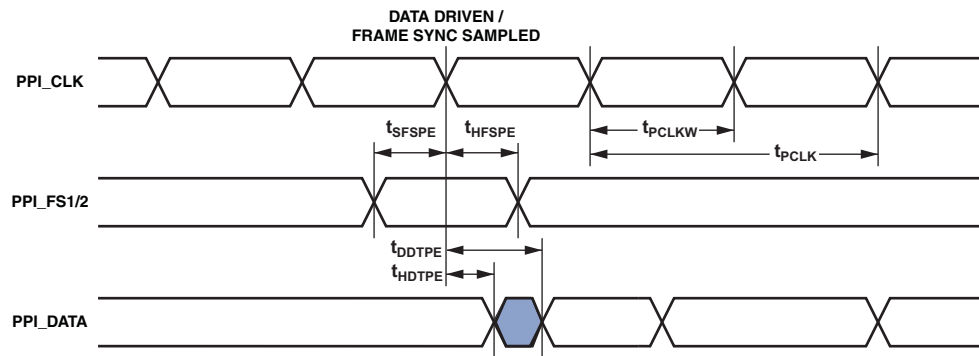 DATA DRIVEN /
FRAME SYNC SAMPLED
PPI_CLK
tSFSPE
tHFSPE
tPCLKW
tPCLK
PPI_FS1/2
tDDTPE
tHDTPE
PPI_DATA